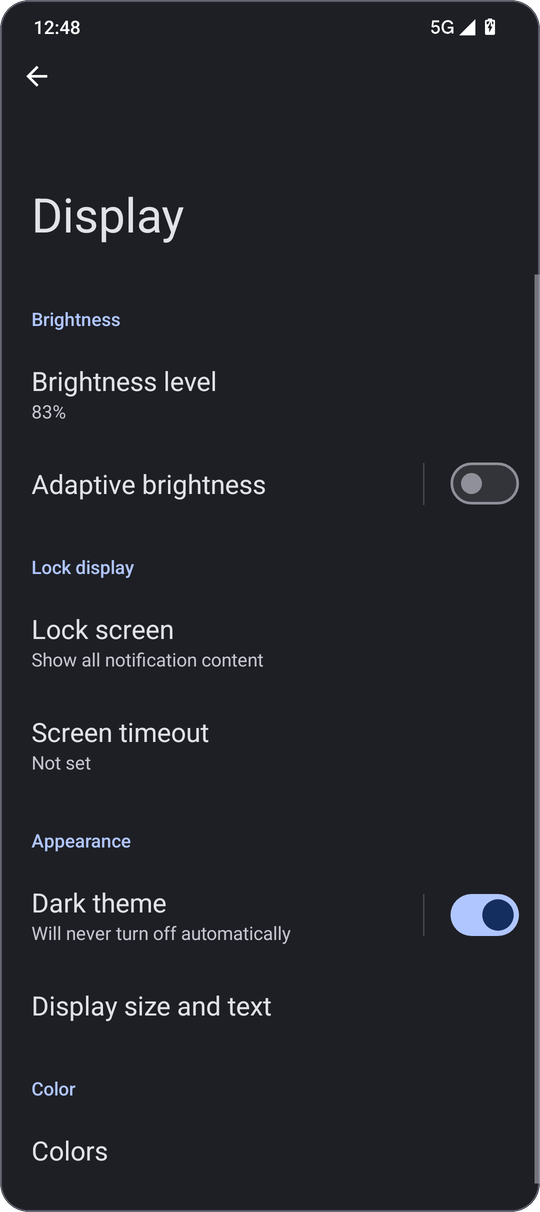 12:48
5G
Display
Brightness
Brightness level
83%
Adaptive brightness
Lock display
Lock screen
Show all notification content
Screen timeout
Not set
Appearance
Dark theme
Will never turn off automatically
Display size and text
Color
Colors